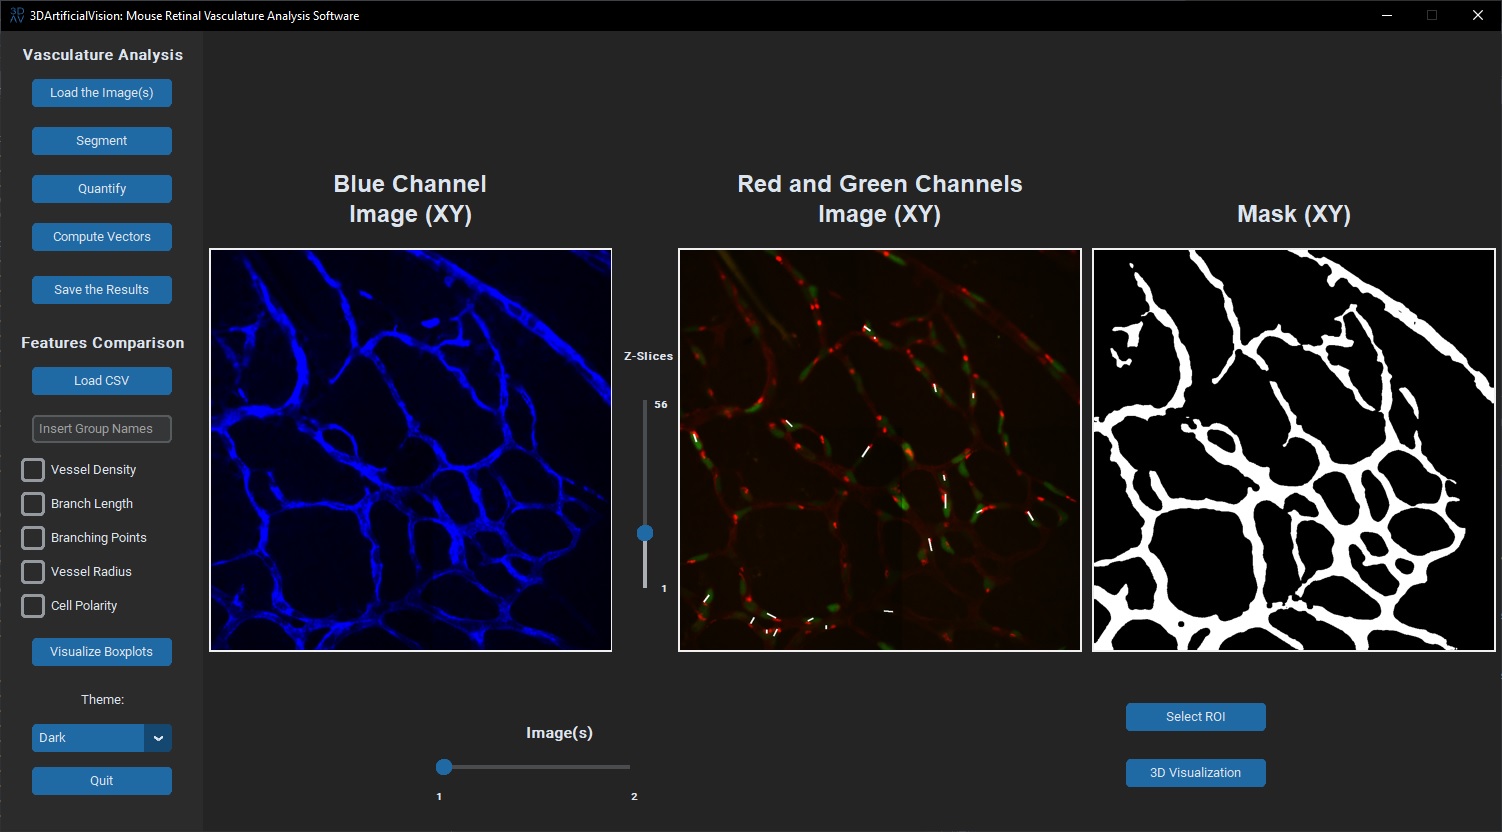 3D
AV
3DArtificialVision: Mouse Retinal Vasculature Analysis Software
Vasculature Analysis
Load the Image(s)
Segment
Quantify
Compute Vectors
Save the Results
Features Comparison
Load CSV
Insert Group Names
Vessel Density
Branch Length
Branching Points
Vessel Radius
Cell Polarity
Visualize Boxplots
Theme:
Dark
Quit
Blue Channel
Image (XY)
Z-Slices
56
1
Red and Green Channels
Image (XY)
Mask (XY)
Image(s)
1
2
Select ROI
3D Visualization